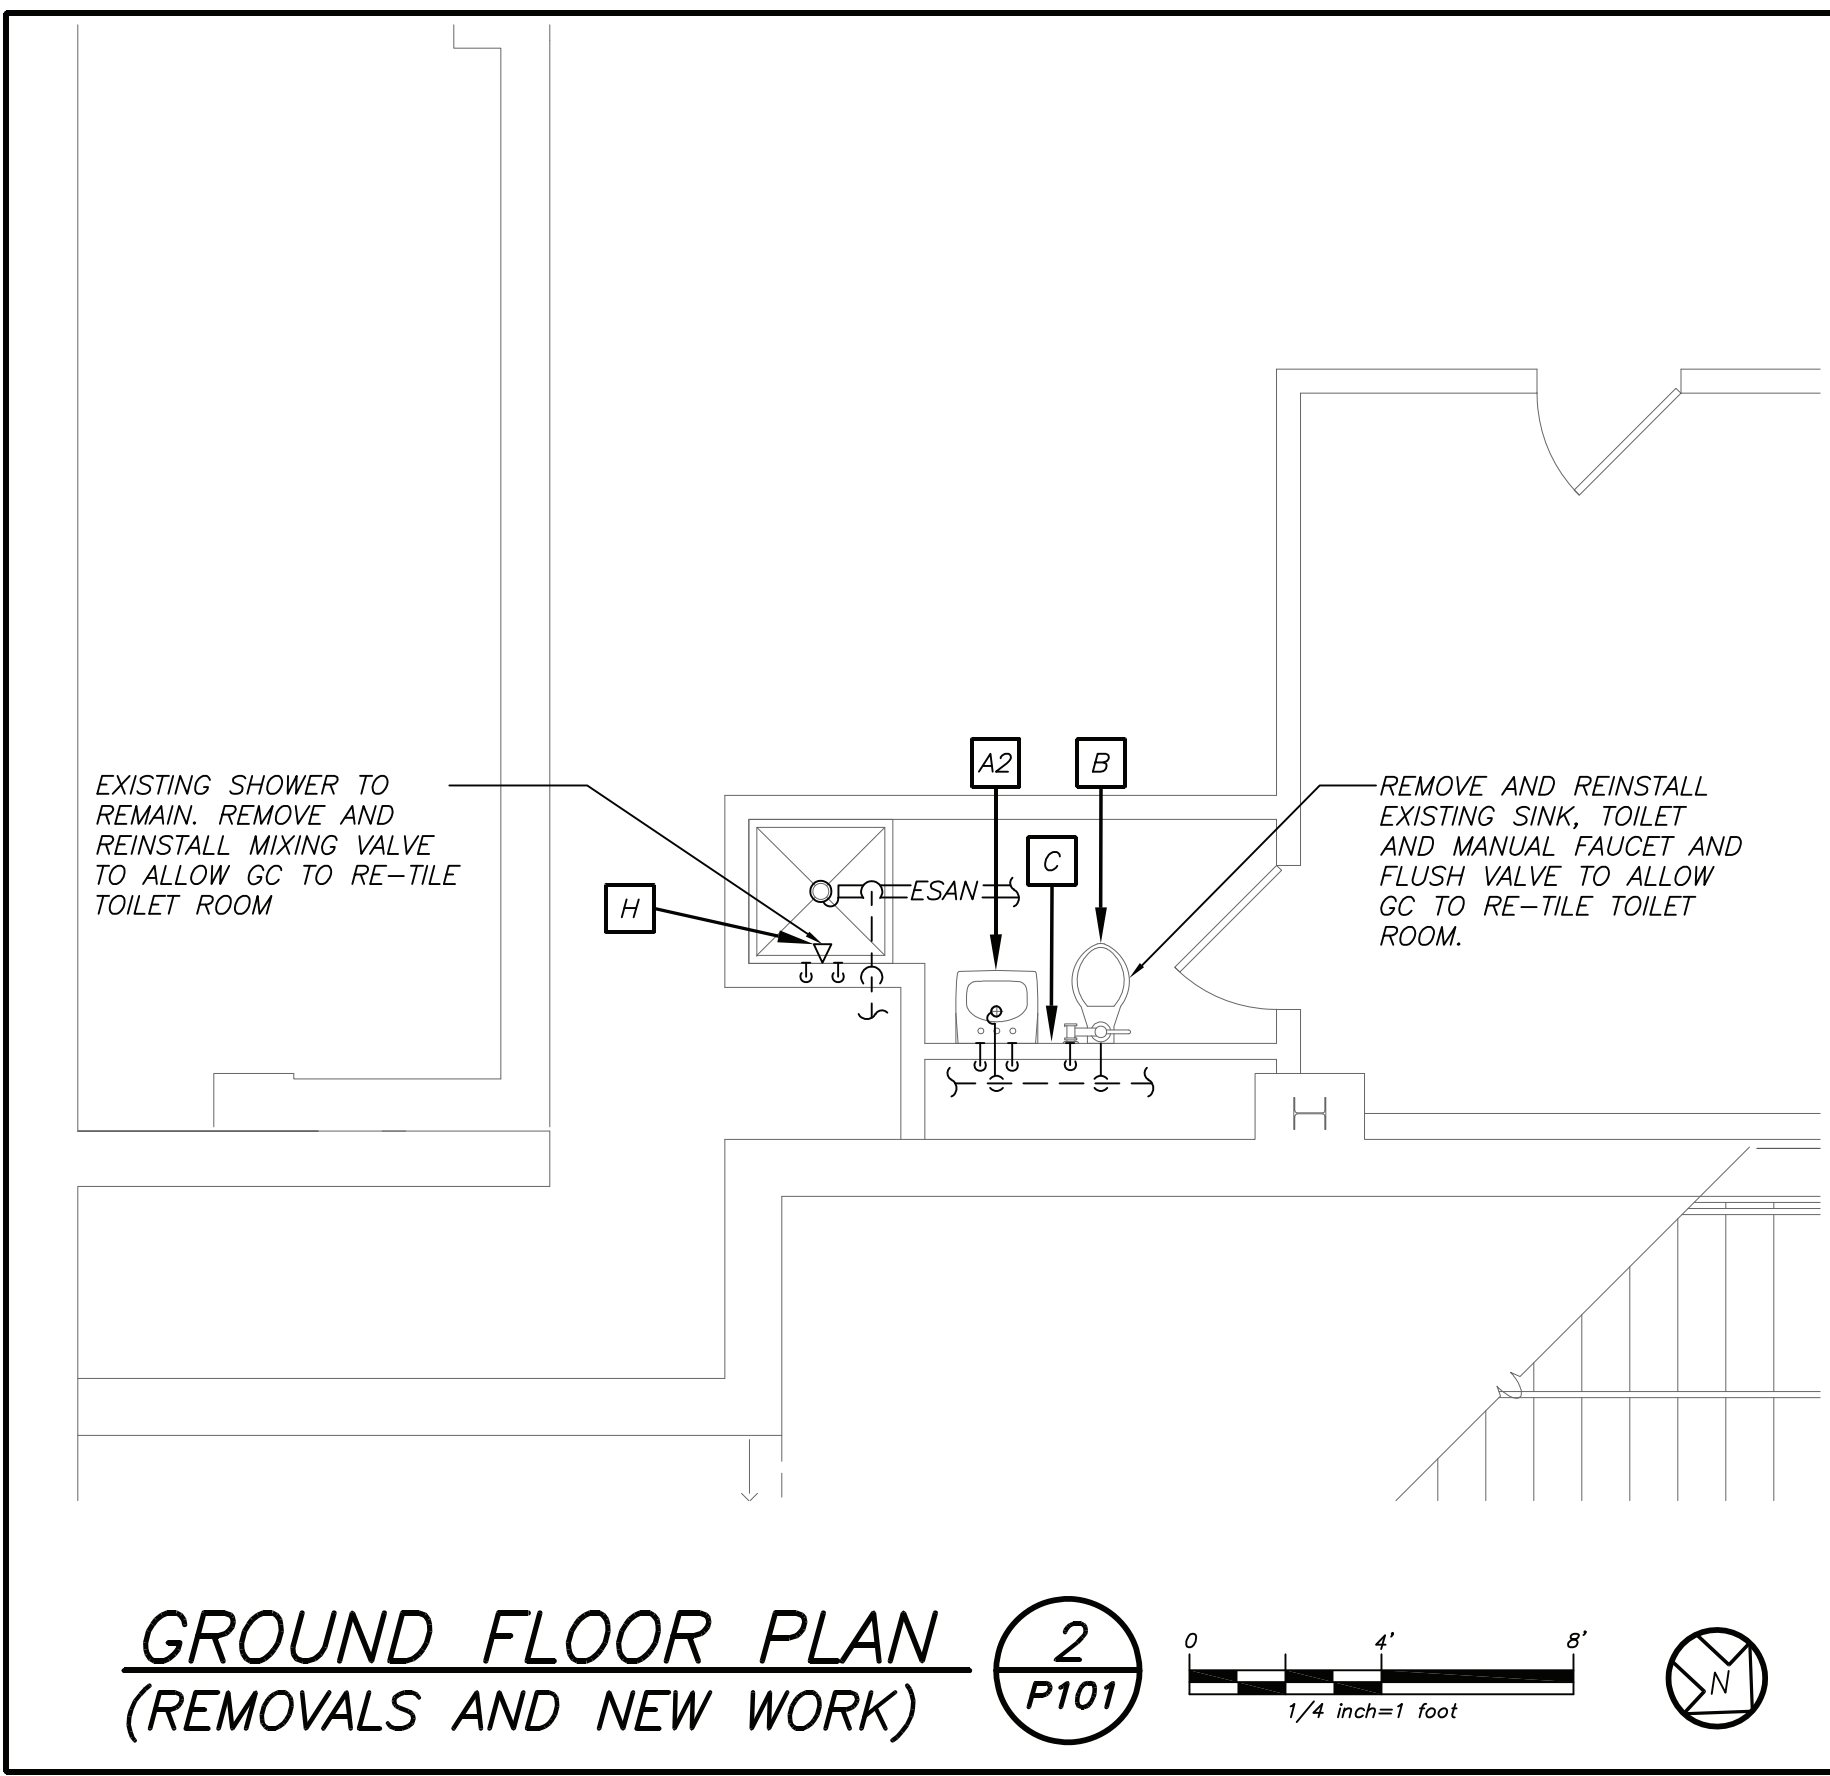 A2
B
EXISTING SHOWER TO
REMAIN. REMOVE AND
REINSTALL MIXING VALVE
TO ALLOW GC TO RE-TILE
TOILET ROOM
REMOVE AND REINSTALL
EXISTING SINK, TOILET
AND MANUAL FAUCET AND
FLUSH VALVE TO ALLOW
GC TO RE-TILE TOILET
ROOM.
C
H
ESAN
GROUND FLOOR PLAN
(REMOVALS AND NEW WORK)
2
P101
0 4' 8'
1/4 inch=1 foot
N